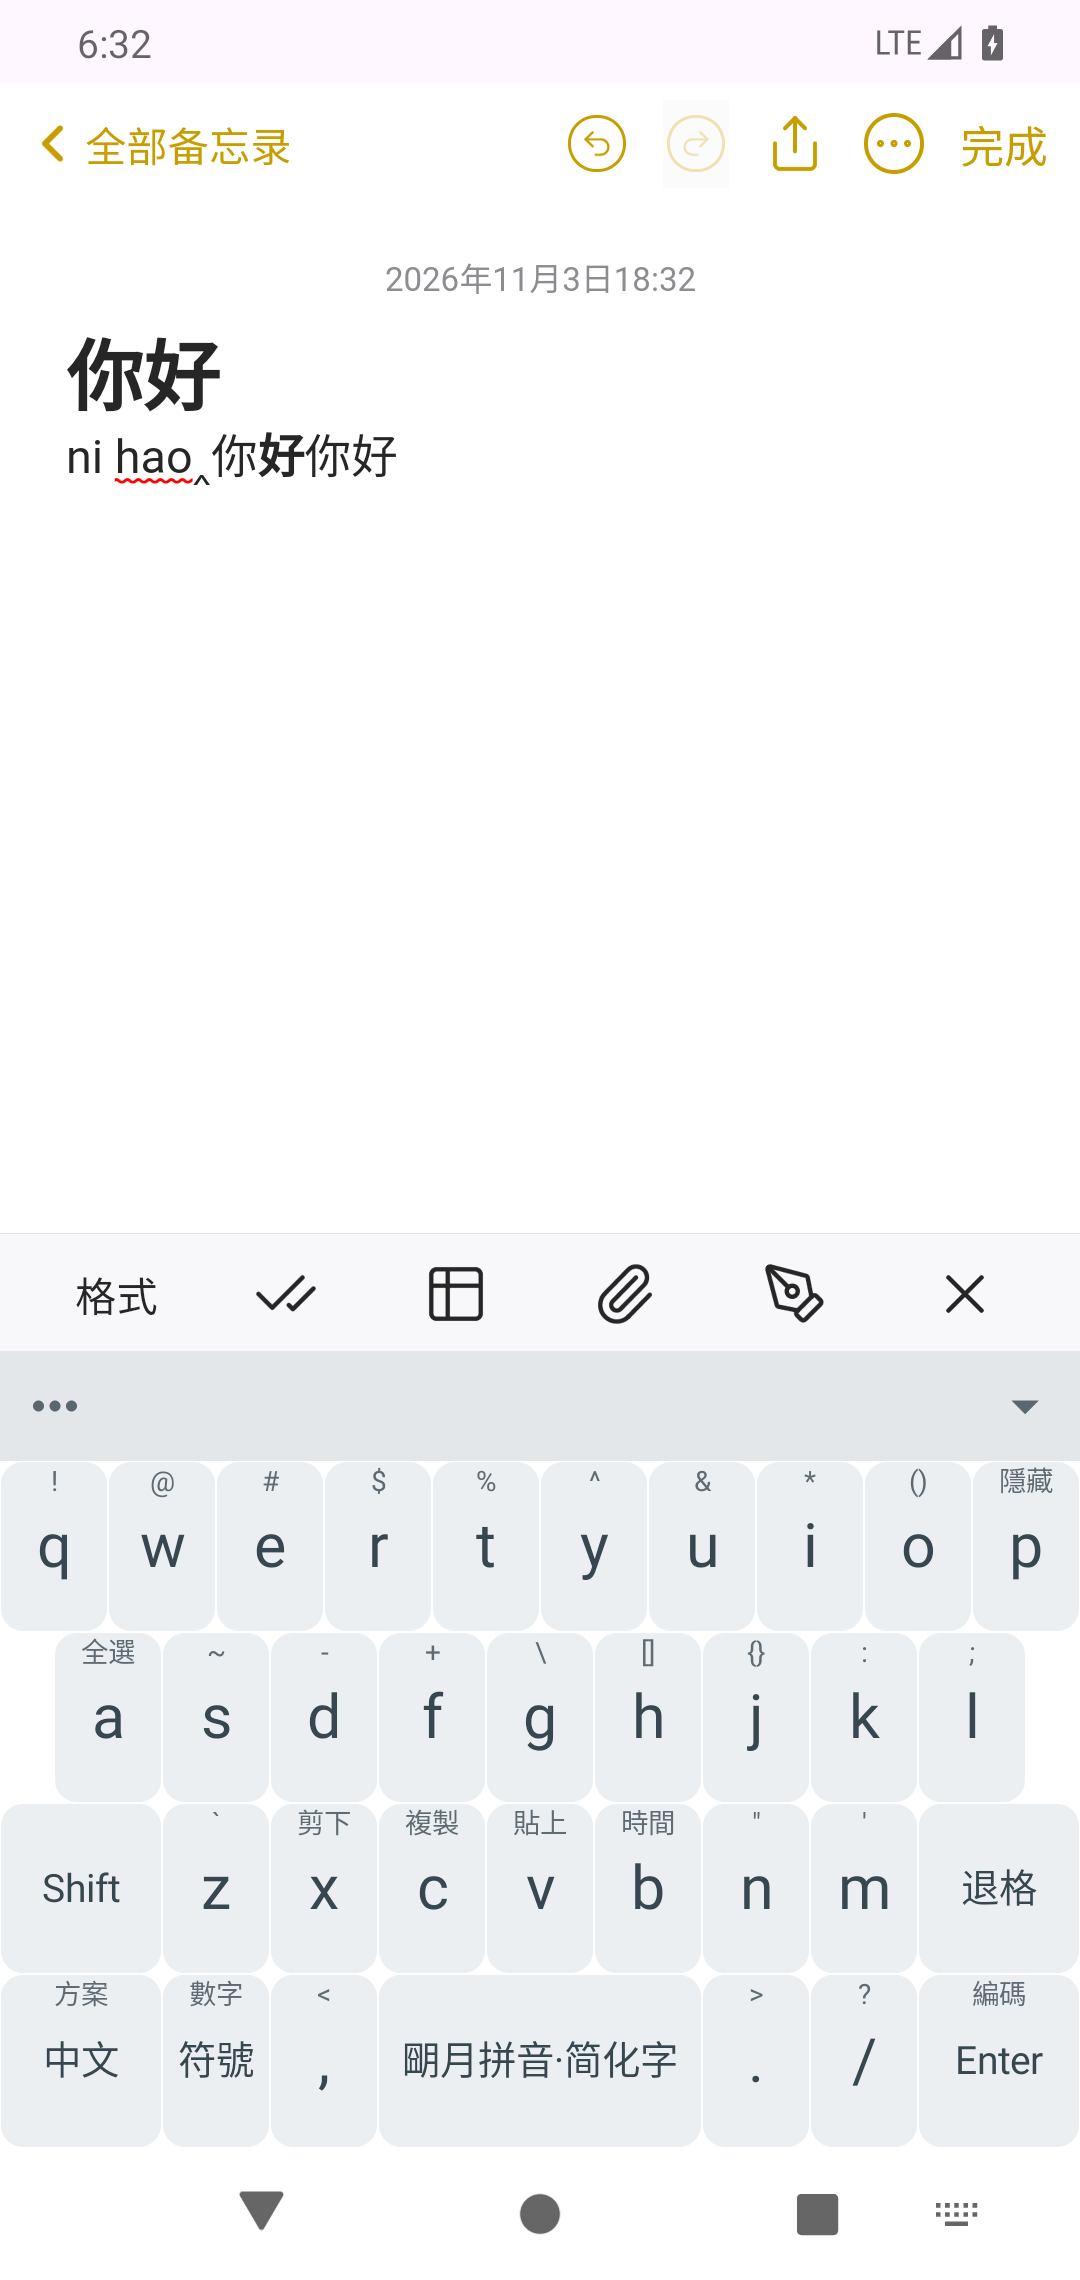 6:32
LTE
全部备忘录
完成
2026年11月3日18:32
你好
ni hao‸你好你好
格式
! @ # $ % ^ & * () 隱藏
q w e r t y u i o p
全選 ~ - + \ [] {} : ;
a s d f g h j k l
` 剪下 複製 貼上 時間 " '
Shift z x c v b n m 退格
方案 數字 < > ? 編碼
中文 符號 , 朙月拼音·简化字 . / Enter